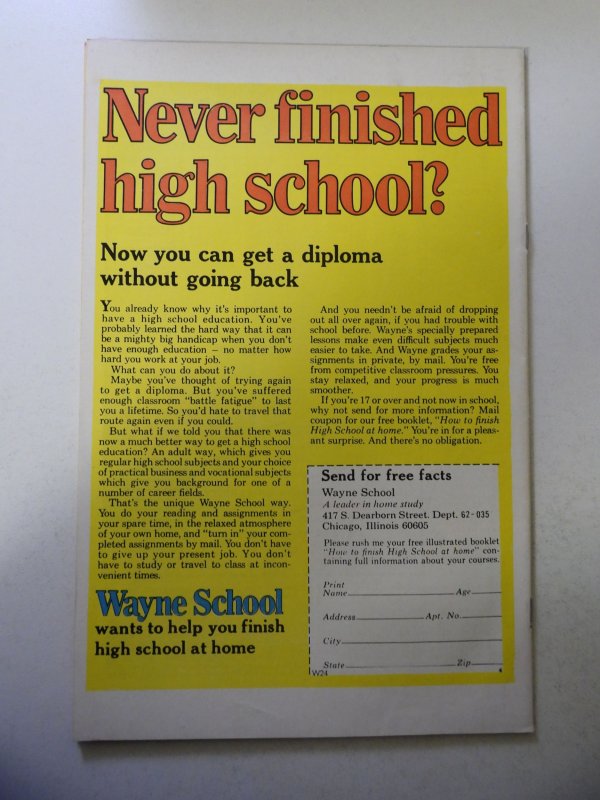 Never finished
high school?
Now you can get a diploma
without going back
You already know why it's important to
have a high school education. You've
probably learned the hard way that it can
be a mighty big handicap when you don't
have enough education – no matter how
hard you work at your job.
What can you do about it?
Maybe you've thought of trying again
to get a diploma. But you've suffered
enough classroom "battle fatigue" to last
you a lifetime. So you'd hate to travel that
route again even if you could.
But what if we told you that there was
now a much better way to get a high school
education? An adult way, which gives you
regular high school subjects and your choice
of practical business and vocational subjects
which give you background for one of a
number of career fields.
That's the unique Wayne School way.
You do your reading and assignments in
your spare time, in the relaxed atmosphere
of your own home, and "turn in" your com-
pleted assignments by mail. You don't have
to give up your present job. You don't
have to study or travel to class at incon-
venient times.
Wayne School
wants to help you finish
high school at home
And you needn't be afraid of dropping
out all over again, if you had trouble with
school before. Wayne's specially prepared
lessons make even difficult subjects much
easier to take. And Wayne grades your as-
signments in private, by mail. You're free
from competitive classroom pressures. You
stay relaxed, and your progress is much
smoother.
If you're 17 or over and not now in school,
why not send for more information? Mail
coupon for our free booklet, "How to finish
High School at home." You're in for a pleas-
ant surprise. And there's no obligation.
Send for free facts
Wayne School
A leader in home study
417 S. Dearborn Street. Dept. 62-035
Chicago, Illinois 60605
Please rush me your free illustrated booklet
"How to finish High School at home" con-
taining full information about your courses.
Print
Name Age
Address Apt. No.
City
State Zip
W24